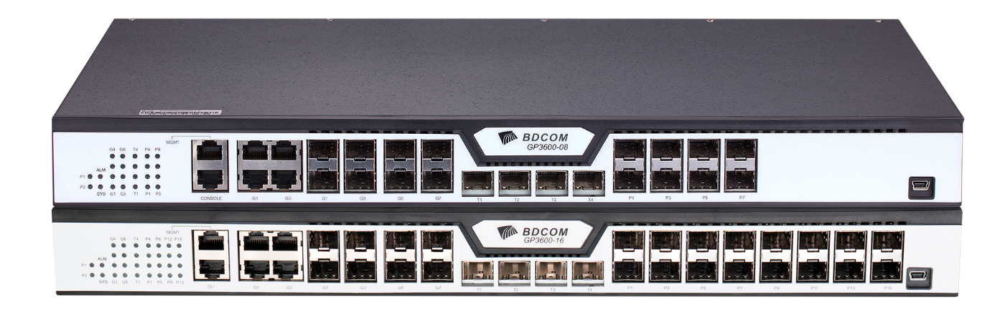 MGMT
BDCOM
GP3600-08
G4 G8 T4 P4 P8
ALM
P1
P2
SYS G1 G5 T1 P1 P5
CONSOLE G1 G3 G1 G3 G5 G7 T1 T2 T3 T4 P1 P3 P5 P7
MGMT
BDCOM
GP3600-16
G4 G8 T4 P4 P8 P12 P16
ALM
P1
P2
SYS G1 G5 T1 P1 P5 P9 P13
G1 G3 G1 G3 G5 G7 T1 T2 T3 T4 P1 P3 P5 P7 P9 P11 P13 P15